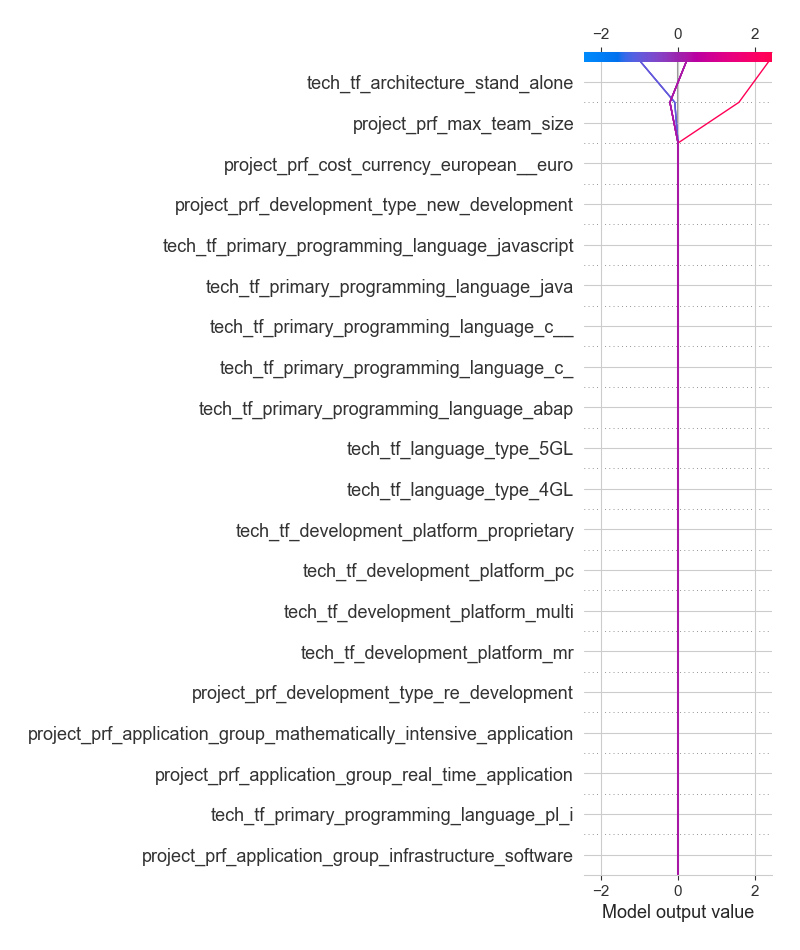 −2 0 2
tech_tf_architecture_stand_alone
project_prf_max_team_size
project_prf_cost_currency_european__euro
project_prf_development_type_new_development
tech_tf_primary_programming_language_javascript
tech_tf_primary_programming_language_java
tech_tf_primary_programming_language_c__
tech_tf_primary_programming_language_c_
tech_tf_primary_programming_language_abap
tech_tf_language_type_5GL
tech_tf_language_type_4GL
tech_tf_development_platform_proprietary
tech_tf_development_platform_pc
tech_tf_development_platform_multi
tech_tf_development_platform_mr
project_prf_development_type_re_development
project_prf_application_group_mathematically_intensive_application
project_prf_application_group_real_time_application
tech_tf_primary_programming_language_pl_i
project_prf_application_group_infrastructure_software
−2 0 2
Model output value